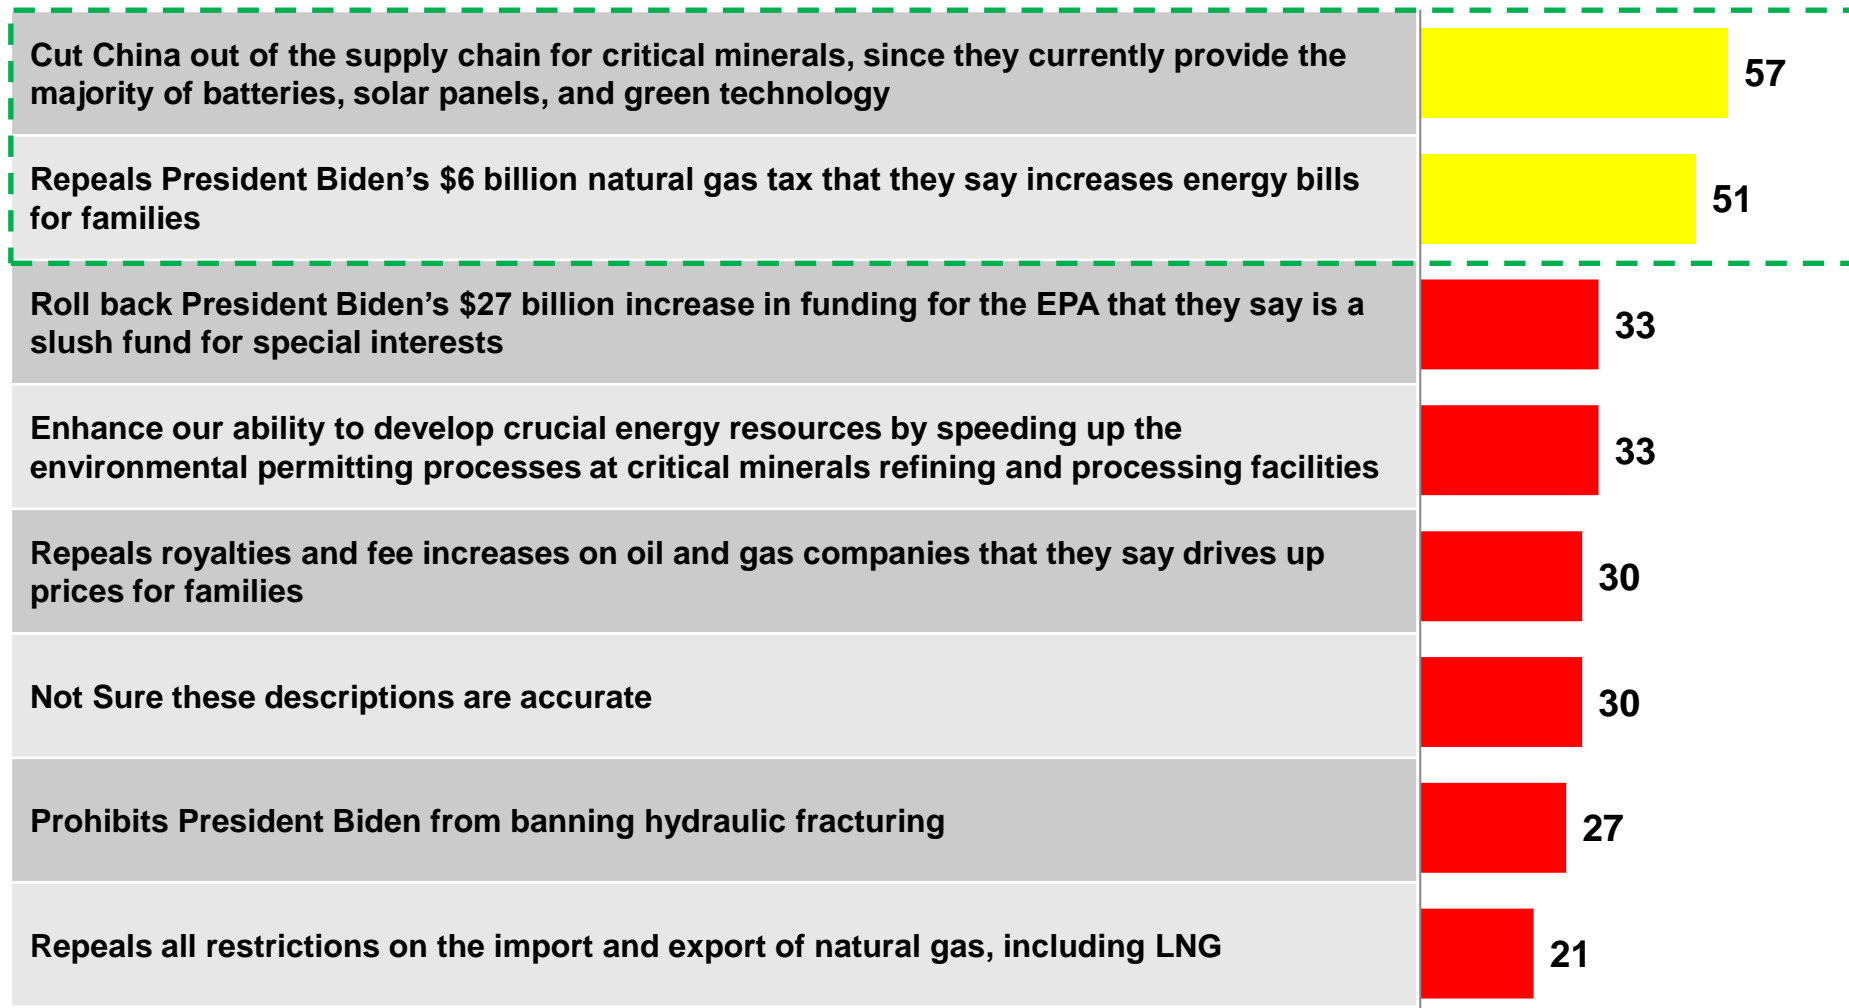 Cut China out of the supply chain for critical minerals, since they currently provide the
majority of batteries, solar panels, and green technology
57
Repeals President Biden’s $6 billion natural gas tax that they say increases energy bills
for families
51
Roll back President Biden’s $27 billion increase in funding for the EPA that they say is a
slush fund for special interests
33
Enhance our ability to develop crucial energy resources by speeding up the
environmental permitting processes at critical minerals refining and processing facilities
33
Repeals royalties and fee increases on oil and gas companies that they say drives up
prices for families
30
Not Sure these descriptions are accurate
30
Prohibits President Biden from banning hydraulic fracturing
27
Repeals all restrictions on the import and export of natural gas, including LNG
21